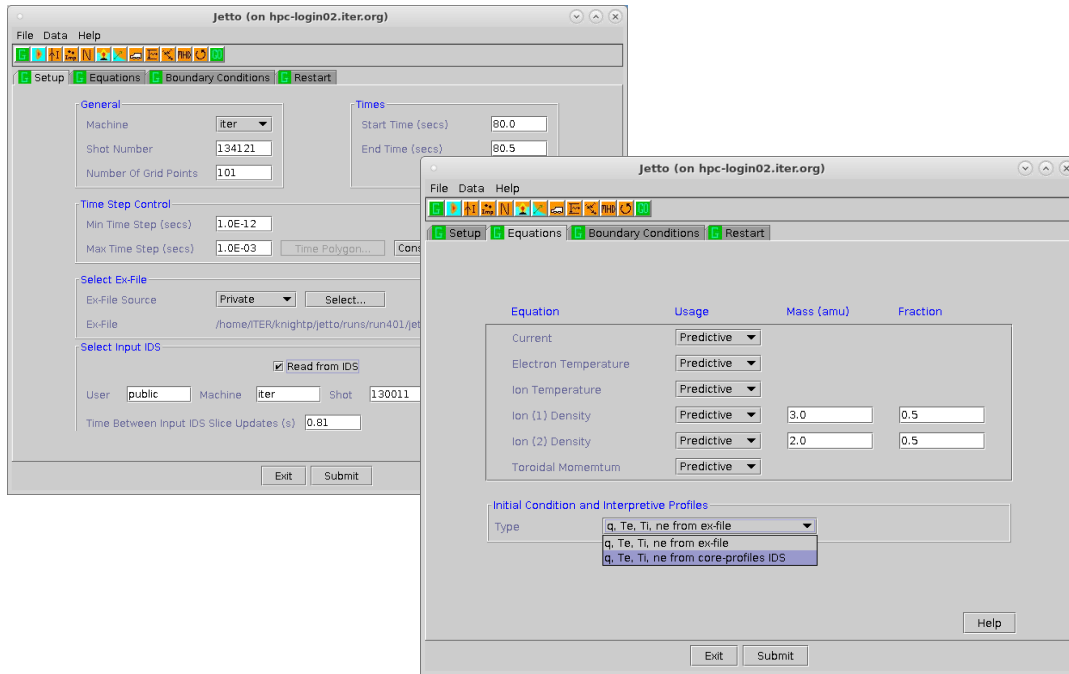 Jetto (on hpc-login02.iter.org)
File Data Help
Setup Equations Boundary Conditions Restart
General
Machine iter
Shot Number 134121
Number Of Grid Points 101
Times
Start Time (secs) 80.0
End Time (secs) 80.5
Time Step Control
Min Time Step (secs) 1.0E-12
Max Time Step (secs) 1.0E-03 Time Polygon... Cons
Select Ex-File
Ex-File Source Private Select...
Ex-File /home/ITER/knightp/jetto/runs/run401/jet
Select Input IDS
Read from IDS
User public Machine iter Shot 130011
Time Between Input IDS Slice Updates (s) 0.81
Exit Submit
Jetto (on hpc-login02.iter.org)
File Data Help
Setup Equations Boundary Conditions Restart
Equation Usage Mass (amu) Fraction
Current Predictive
Electron Temperature Predictive
Ion Temperature Predictive
Ion (1) Density Predictive 3.0 0.5
Ion (2) Density Predictive 2.0 0.5
Toroidal Momemtum Predictive
Initial Condition and Interpretive Profiles
Type q, Te, Ti, ne from ex-file
q, Te, Ti, ne from ex-file
q, Te, Ti, ne from core-profiles IDS
Help
Exit Submit